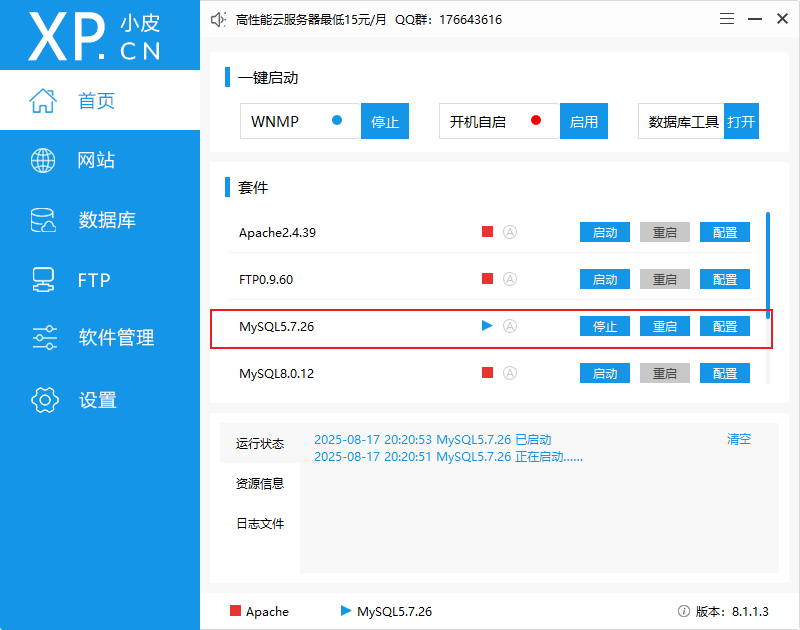 XP.CN 小皮
高性能云服务器最低15元/月 QQ群：176643616
首页
网站
数据库
FTP
软件管理
设置
一键启动
WNMP 停止 开机自启 启用 数据库工具 打开
套件
Apache2.4.39 A 启动 重启 配置
FTP0.9.60 A 启动 重启 配置
MySQL5.7.26 A 停止 重启 配置
MySQL8.0.12 A 启动 重启 配置
运行状态
资源信息
日志文件
2025-08-17 20:20:53 MySQL5.7.26 已启动
2025-08-17 20:20:51 MySQL5.7.26 正在启动......
清空
Apache MySQL5.7.26 版本：8.1.1.3